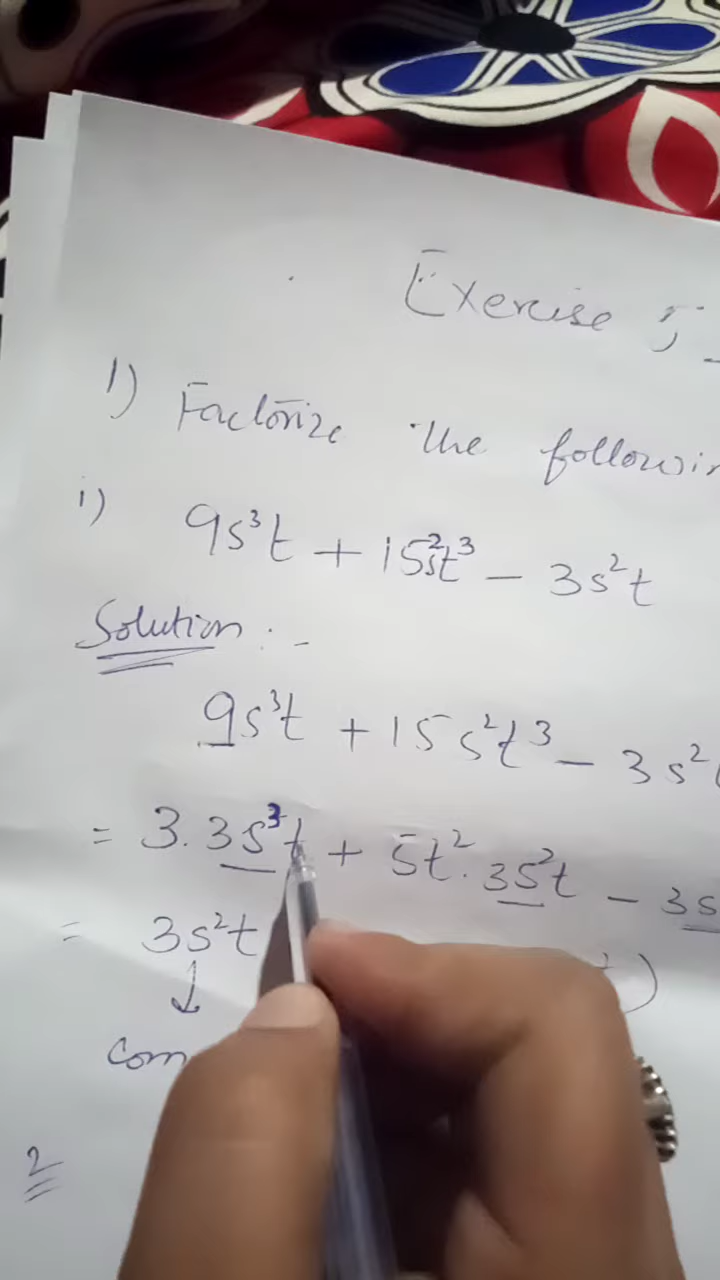 Exercise 5
1) Factorize the followin
i) 9s³t + 15s²t³ - 3s²t
Solution :-
9s³t + 15s²t³ - 3s²
= 3.3s³t + 5t².3s²t - 3s
= 3s²t )
↓
Com
2